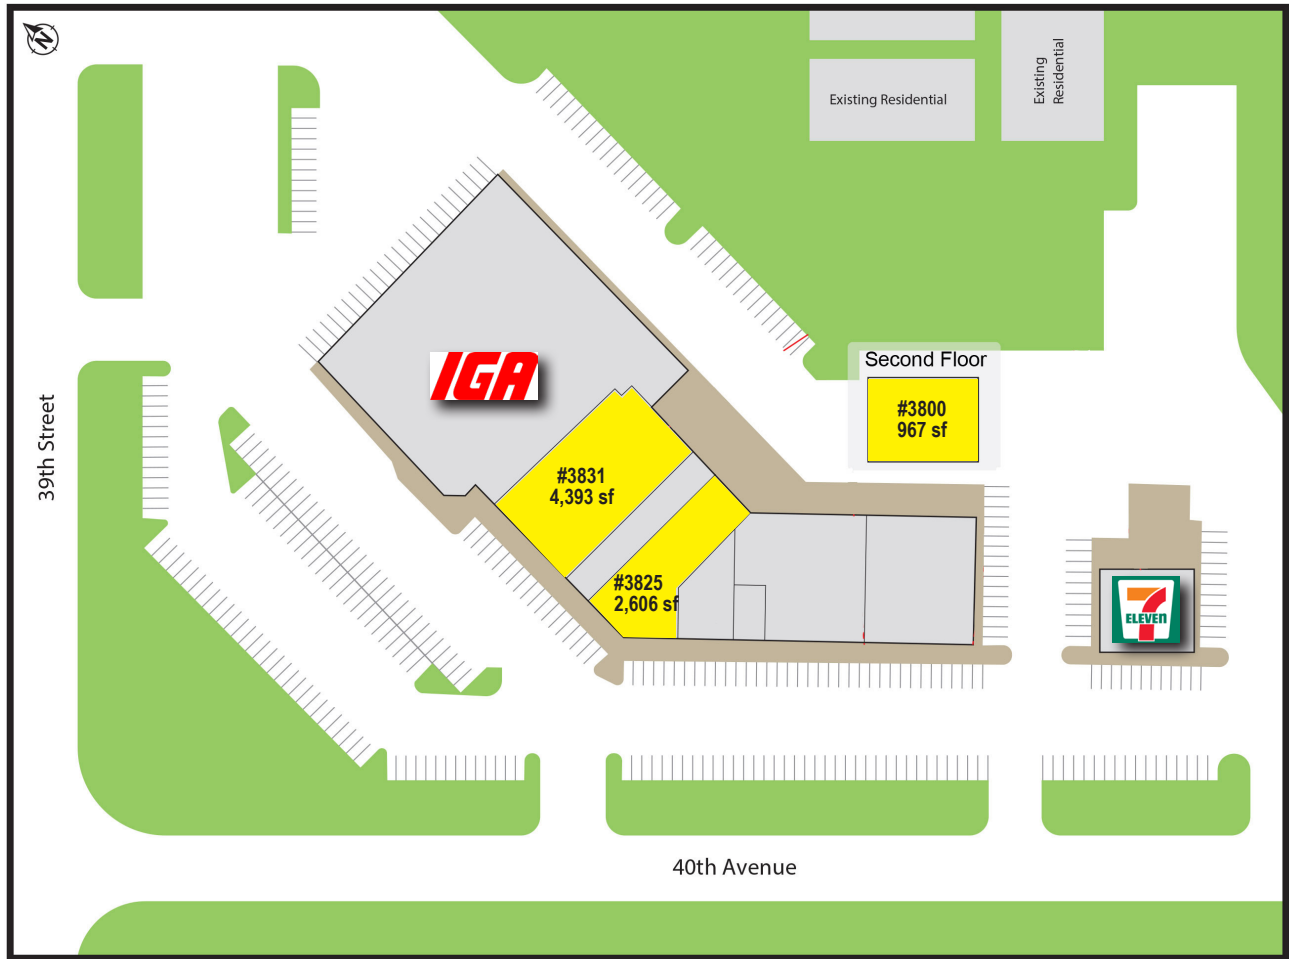 N
Existing Residential
Existing
Residential
IGA
Second Floor
#3800
967 sf
39th Street
#3831
4,393 sf
#3825
2,606 sf
7
ELEVEN
40th Avenue